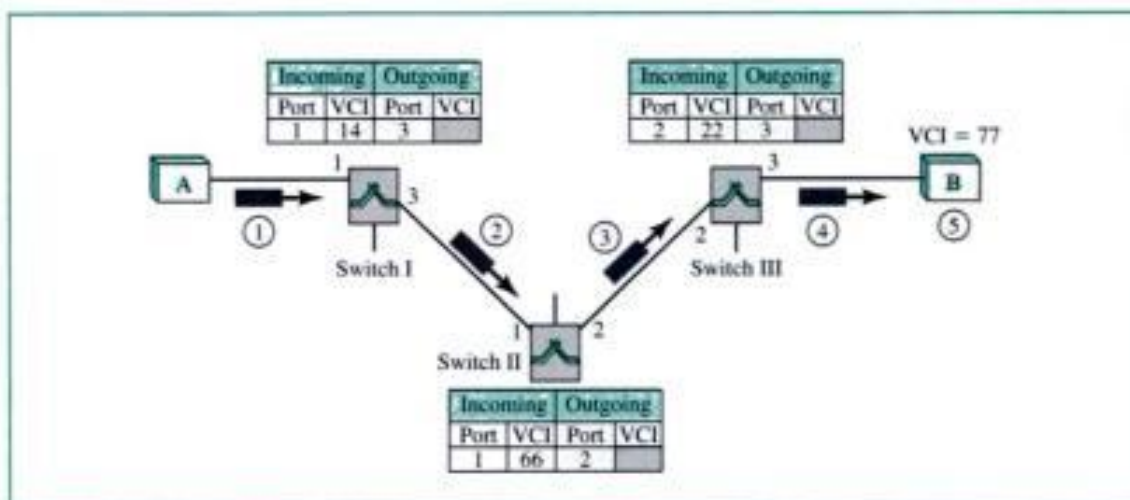 Incoming Outgoing
Port VCI Port VCI
1 14 3
Incoming Outgoing
Port VCI Port VCI
2 22 3
VCI = 77
A
1
3
1
2
3
2
3
4
B
5
Switch I
Switch III
1
2
Switch II
Incoming Outgoing
Port VCI Port VCI
1 66 2